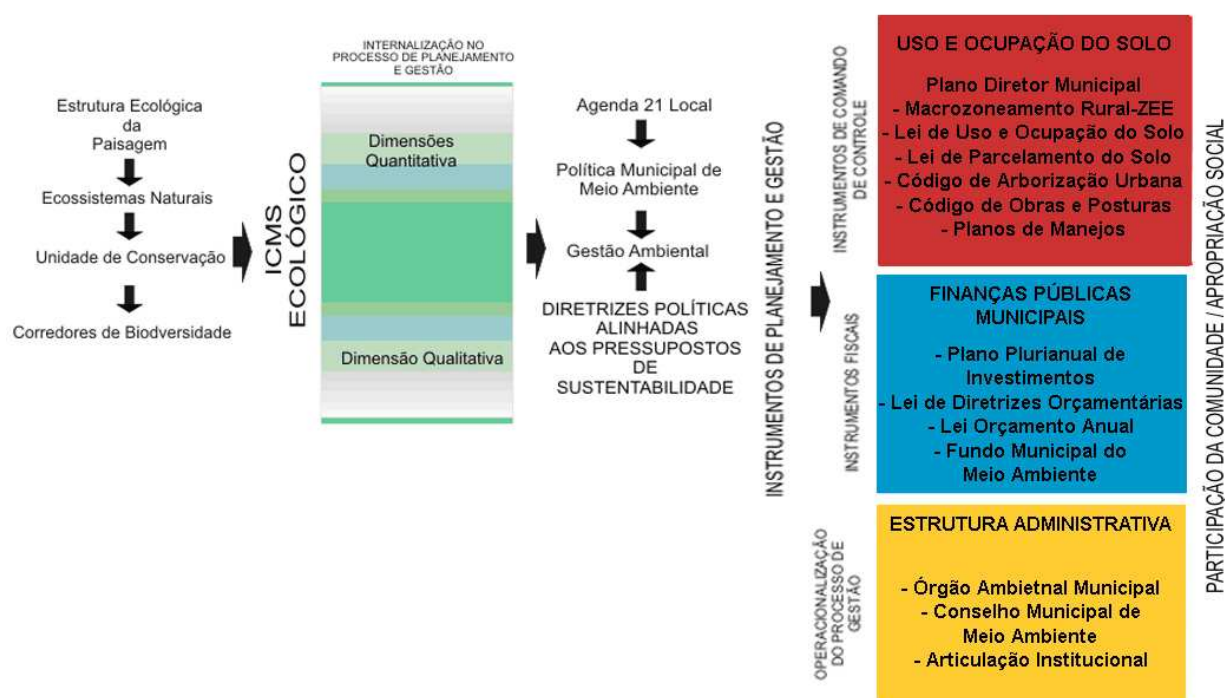 Estrutura Ecológica
da
Paisagem
Ecossistemas Naturais
Unidade de Conservação
Corredores de Biodversidade
ICMS
ECOLÓGICO
INTERNALIZAÇÃO NO
PROCESSO DE PLANEJAMENTO
E GESTÃO
Dimensões
Quantitativa
Dimensão Qualitativa
Agenda 21 Local
Política Municipal de
Meio Ambiente
Gestão Ambiental
DIRETRIZES POLÍTICAS
ALINHADAS
AOS PRESSUPOSTOS
DE
SUSTENTABILIDADE
INSTRUMENTOS DE PLANEJAMENTO E GESTÃO
INSTRUMENTOS DE COMANDO
DE CONTROLE
USO E OCUPAÇÃO DO SOLO
Plano Diretor Municipal
- Macrozoneamento Rural-ZEE
- Lei de Uso e Ocupação do Solo
- Lei de Parcelamento do Solo
- Código de Arborização Urbana
- Código de Obras e Posturas
- Planos de Manejos
INSTRUMENTOS FISCAIS
FINANÇAS PÚBLICAS
MUNICIPAIS
- Plano Plurianual de
Investimentos
- Lei de Diretrizes Orçamentárias
- Lei Orçamento Anual
- Fundo Municipal do
Meio Ambiente
OPERACIONALIZAÇÃO
DO PROCESSO DE
GESTÃO
ESTRUTURA ADMINISTRATIVA
- Órgão Ambietnal Municipal
- Conselho Municipal de
Meio Ambiente
- Articulação Institucional
PARTICIPAÇÃO DA COMUNIDADE / APROPRIAÇÃO SOCIAL